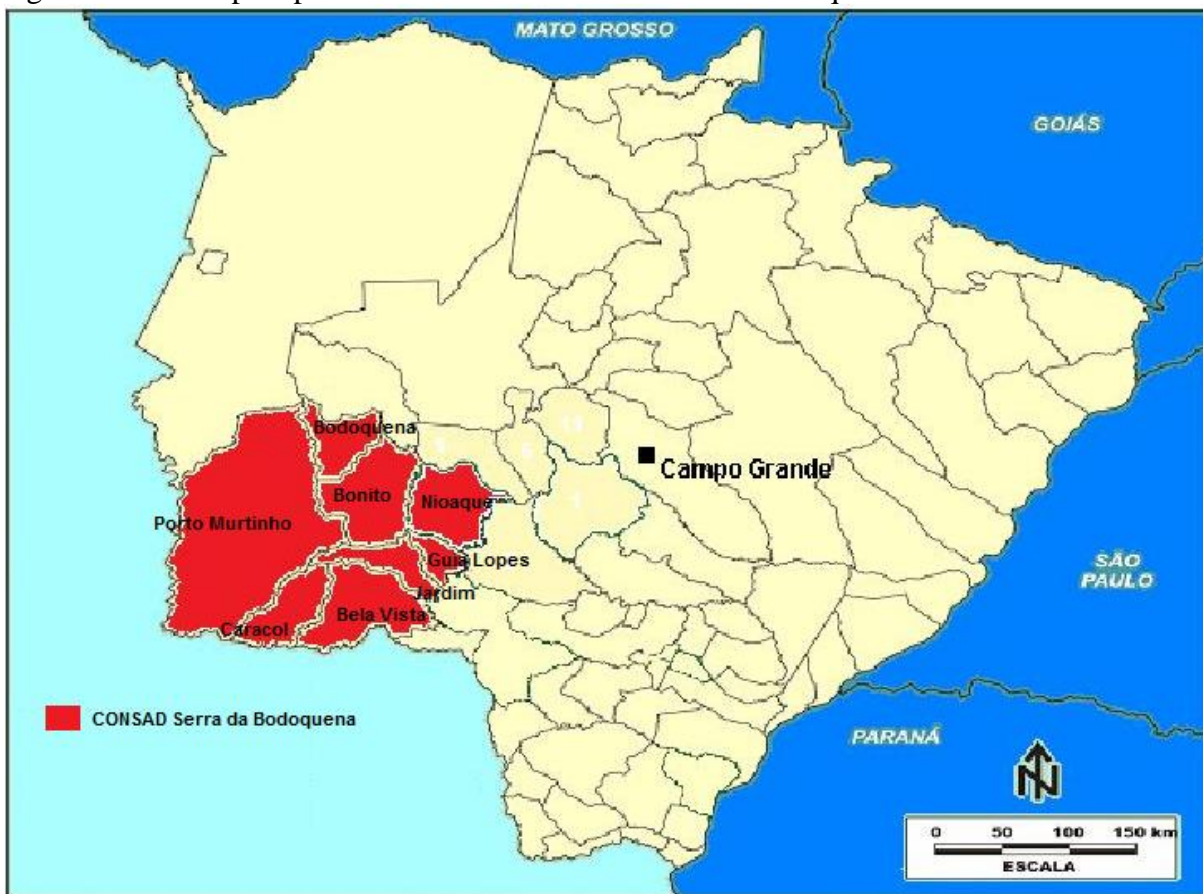 MATO GROSSO
GOIÁS
Bodoquena
Campo Grande
Bonito
Nioaque
Porto Murtinho
Guia Lopes
SÃO
PAULO
Jardim
Bela Vista
Caracol
CONSAD Serra da Bodoquena
PARANÁ
N
0 50 100 150 km
ESCALA